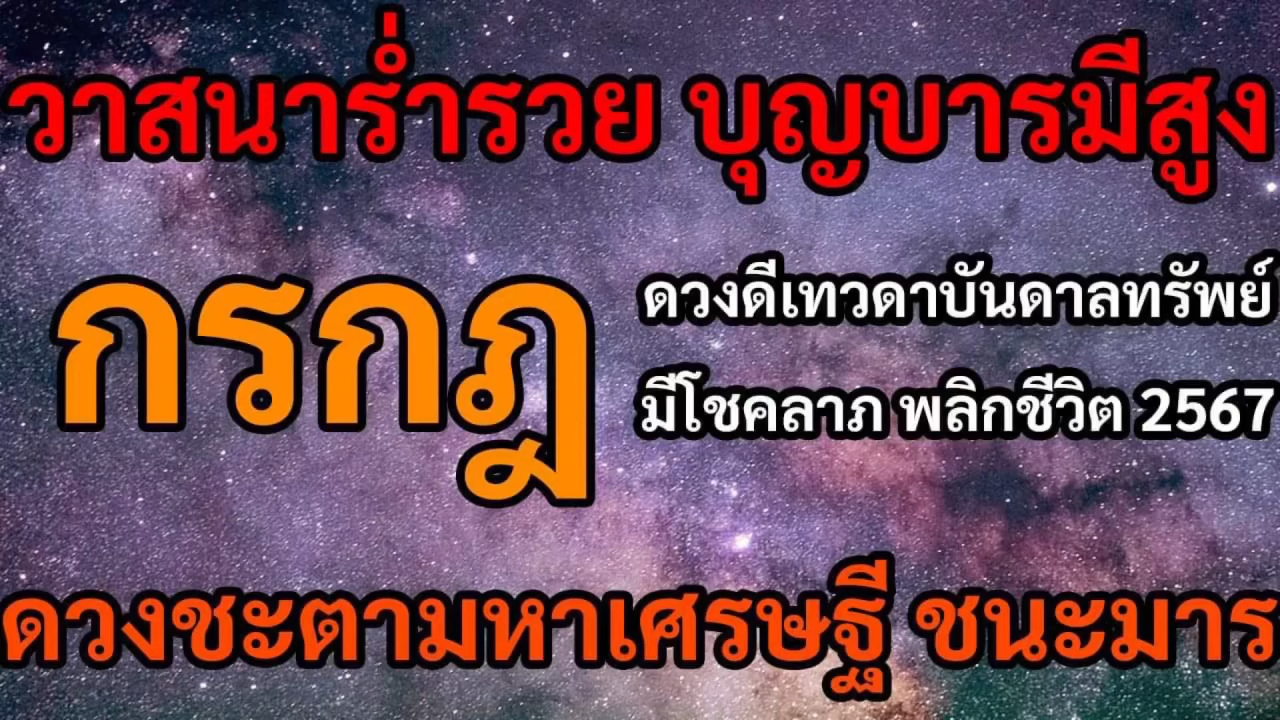 วาสนาร่ำรวย บุญบารมีสูง
กรกฎ
ดวงดีเทวดาบันดาลทรัพย์
มีโชคลาภ พลิกชีวิต 2567
ดวงชะตามหาเศรษฐี ชนะมาร